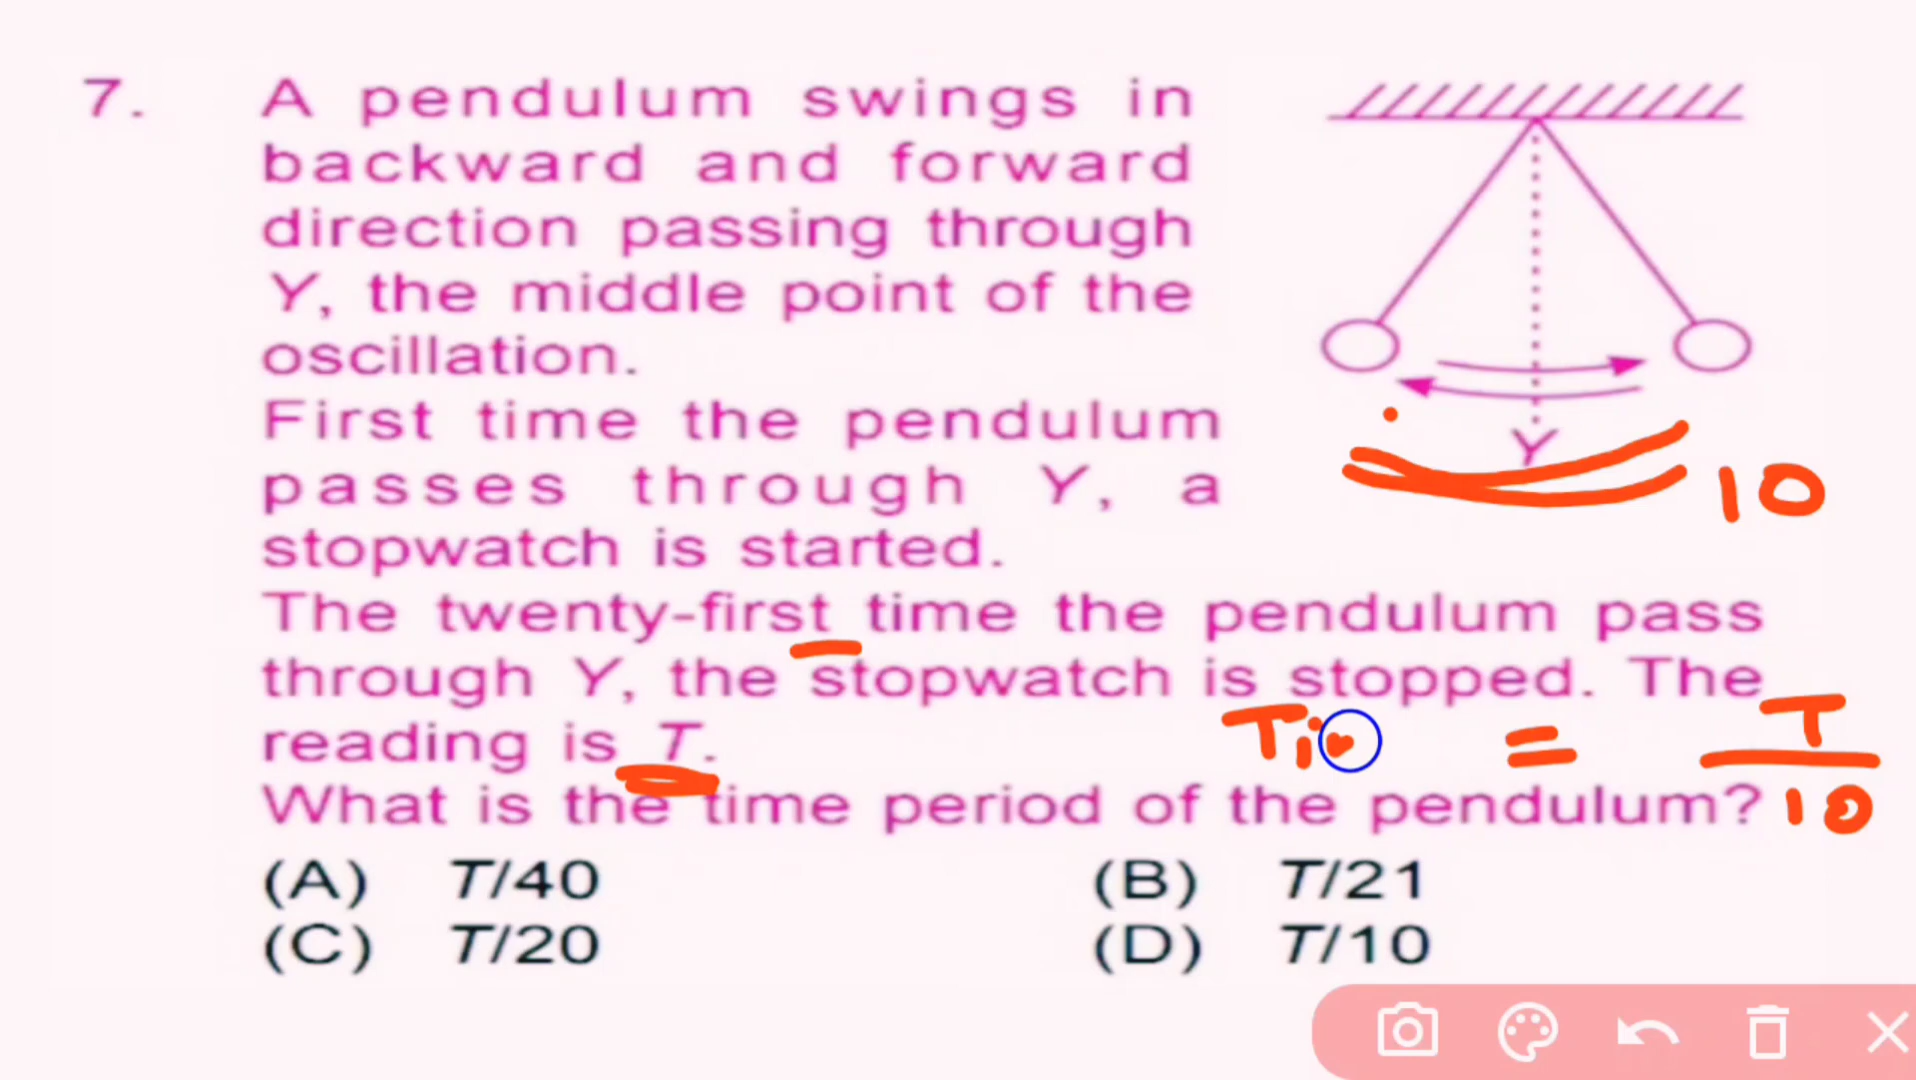 7. A pendulum swings in
backward and forward
direction passing through
Y, the middle point of the
oscillation.
First time the pendulum
passes through Y, a
stopwatch is started.
The twenty-first time the pendulum pass
through Y, the stopwatch is stopped. The
reading is T.
What is the time period of the pendulum?
(A) T/40 (B) T/21
(C) T/20 (D) T/10
Y
10
= T
10